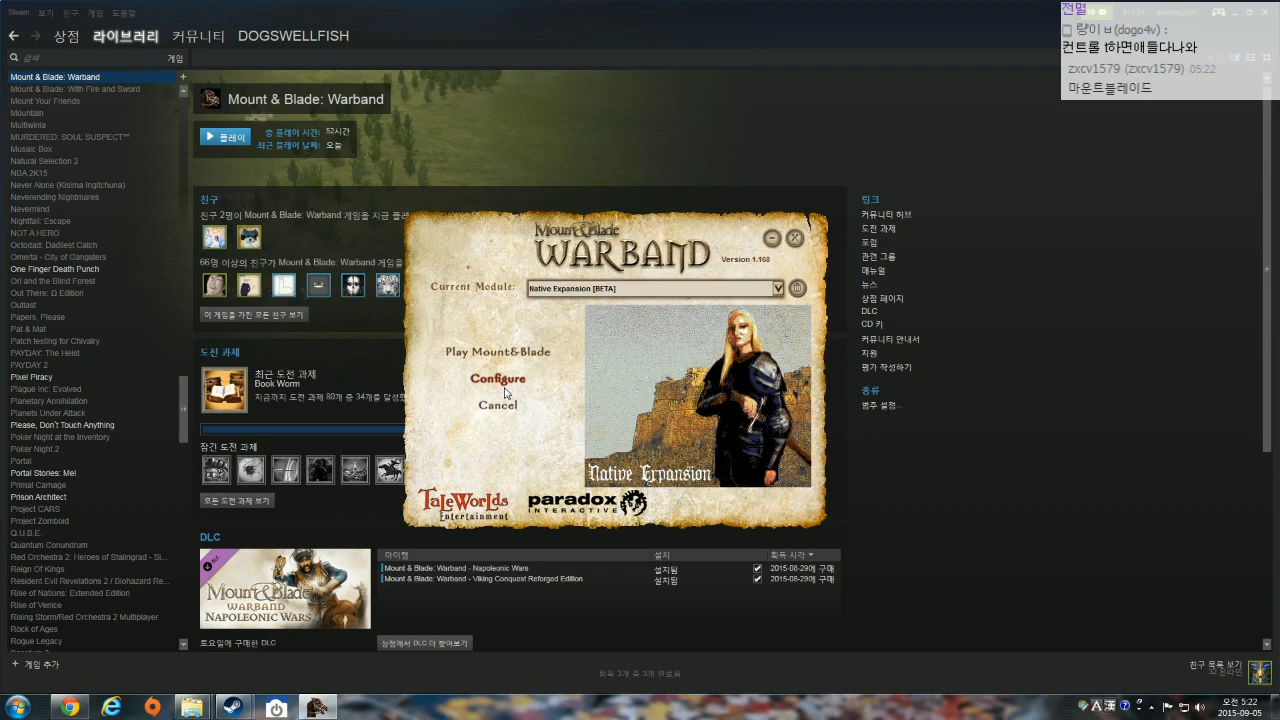 Steam 보기 친구 게임 도움말
상점 라이브러리 커뮤니티 DOGSWELLFISH
검색 게임
Mount & Blade: Warband
Mount & Blade: With Fire and Sword
Mount Your Friends
Mountain
Multiwinia
MURDERED: SOUL SUSPECT™
Musaic Box
Natural Selection 2
NBA 2K15
Never Alone (Kisima Ingitchuna)
Neverending Nightmares
Nevermind
Nightfall: Escape
NOT A HERO
Octodad: Dadliest Catch
Omerta - City of Gangsters
One Finger Death Punch
On and the Blind Forest
Out There: Ω Edition
Outlast
Papers, Please
Pat & Mat
Patch testing for Chivalry
PAYDAY: The Heist
PAYDAY 2
Pixel Piracy
Plague Inc: Evolved
Planetary Annihilation
Planets Under Attack
Please, Don't Touch Anything
Poker Night at the Inventory
Poker Night 2
Portal
Portal Stories: Mel
Primal Carnage
Prison Architect
Project CARS
Project Zomboid
Q.U.B.E.
Quantum Conundrum
Red Orchestra 2: Heroes of Stalingrad - Si...
Reign Of Kings
Resident Evil Revelations 2 / Biohazard Re...
Rise of Nations: Extended Edition
Rise of Venice
Rising Storm/Red Orchestra 2 Multiplayer
Rock of Ages
Rogue Legacy
게임 추가
Mount & Blade: Warband
플레이
총 플레이 시간: 52시간
최근 플레이 날짜: 오늘
친구
친구 2명이 Mount & Blade: Warband 게임을 지금 플레
66명 이상의 친구가 Mount & Blade: Warband 게임을
이 게임을 가진 모든 친구 보기
도전 과제
최근 도전 과제
Book Worm
지금까지 도전 과제 80개 중 34개를 달성
잠긴 도전 과제
모든 도전 과제 보기
DLC
Mount&Blade
WARBAND
NAPOLEONIC WARS
토요일에 구매한 DLC
아이템 설치 획득 시각
Mount & Blade: Warband - Napoleonic Wars 설치됨 2015-08-29에 구매
Mount & Blade: Warband - Viking Conquest Reforged Edition 설치됨 2015-08-29에 구매
상점에서 DLC 더 찾아보기
Mount&Blade
WARBAND
Version 1.168
Current Module: Native Expansion [BETA]
Play Mount&Blade
Configure
Cancel
Native Expansion
TaleWorlds
Entertainment
paradox
INTERACTIVE
링크
커뮤니티 허브
도전 과제
포럼
관련 그룹
매뉴얼
뉴스
상점 페이지
DLC
CD 키
커뮤니티 안내서
지원
평가 작성하기
종류
범주 설정...
전멸
량이ㅂ(dogo4v) :
컨트롤 t하면애들다나와
zxcv1579 (zxcv1579) 05:22
마운트블레이드
항목 3개 중 3개 완료됨
친구 목록 보기
A 漢
오전 5:22
2015-09-05